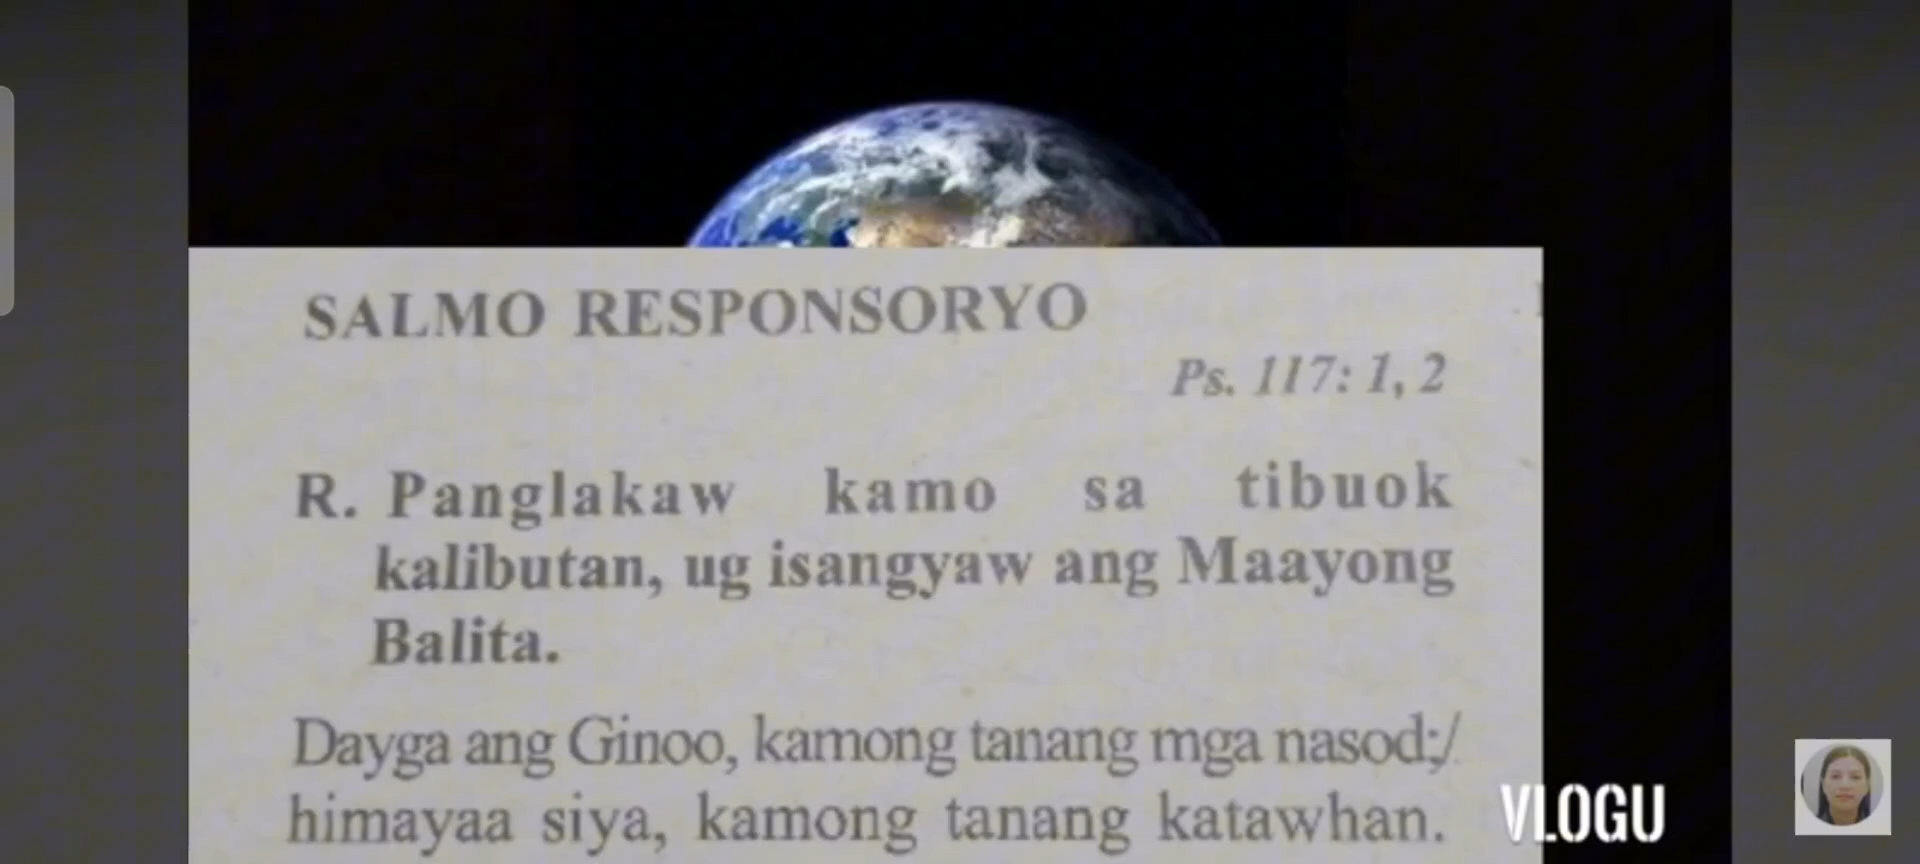 SALMO RESPONSORYO
Ps. 117: 1, 2
R. Panglakaw kamo sa tibuok
kalibutan, ug isangyaw ang Maayong
Balita.
Dayga ang Ginoo, kamong tanang mga nasod;/
himayaa siya, kamong tanang katawhan.
VLOGU